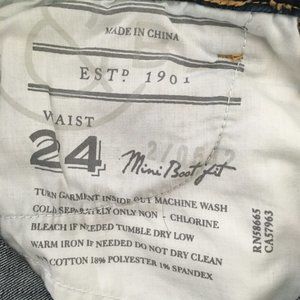 MADE IN CHINA
ESTD 1901
WAIST
24 Mini Boot fit
TURN GARMENT INSIDE OUT MACHINE WASH
COLD SEPARATELY ONLY NON - CHLORINE
BLEACH IF NEEDED TUMBLE DRY LOW
WARM IRON IF NEEDED DO NOT DRY CLEAN
COTTON 18% POLYESTER 1% SPANDEX
RN58665
CA57963